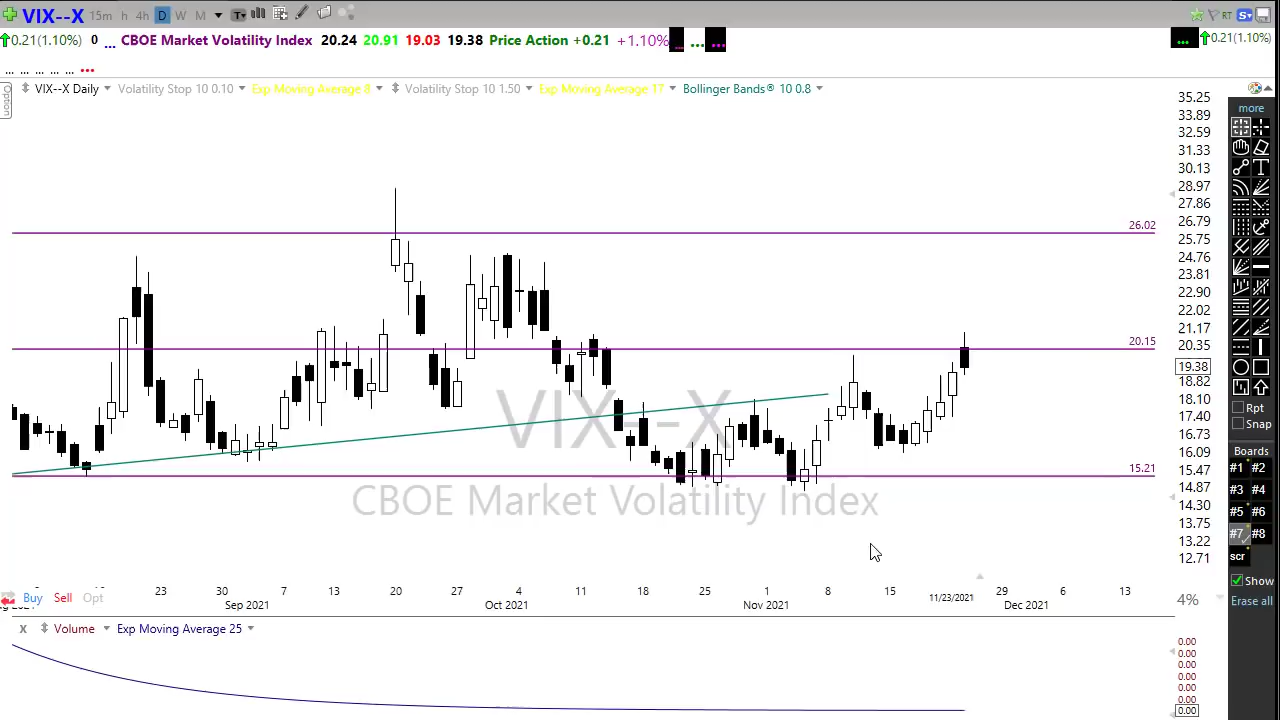 VIX--X 15m h 4h D W M T RT S
0.21(1.10%) 0 ... CBOE Market Volatility Index 20.24 20.91 19.03 19.38 Price Action +0.21 +1.10% ... ... ... ... 0.21(1.10%)
... ... ... ... ... ...
Option VIX--X Daily Volatility Stop 10 0.10 Exp Moving Average 8 Volatility Stop 10 1.50 Exp Moving Average 17 Bollinger Bands® 10 0.8
35.25
33.89
32.59
31.33
30.13
28.97
27.86
26.79
25.75
24.76
23.81
22.90
22.02
21.17
20.35
19.38
18.82
18.10
17.40
16.73
16.09
15.47
14.87
14.30
13.75
13.22
12.71
26.02
20.15
15.21
VIX--X
CBOE Market Volatility Index
more
T
Rpt
Show
Boards
#1 #2
#3 #4
#5 #6
#7 #8
scr
Show
Erase all
23 30 7 13 20 27 4 11 18 25 1 8 15 11/23/2021 29 6 13
Sep 2021 Oct 2021 Nov 2021 Dec 2021
Buy Sell Opt
4%
X Volume Exp Moving Average 25
0.00
0.00
0.00
0.00
0.00
0.00
0.00